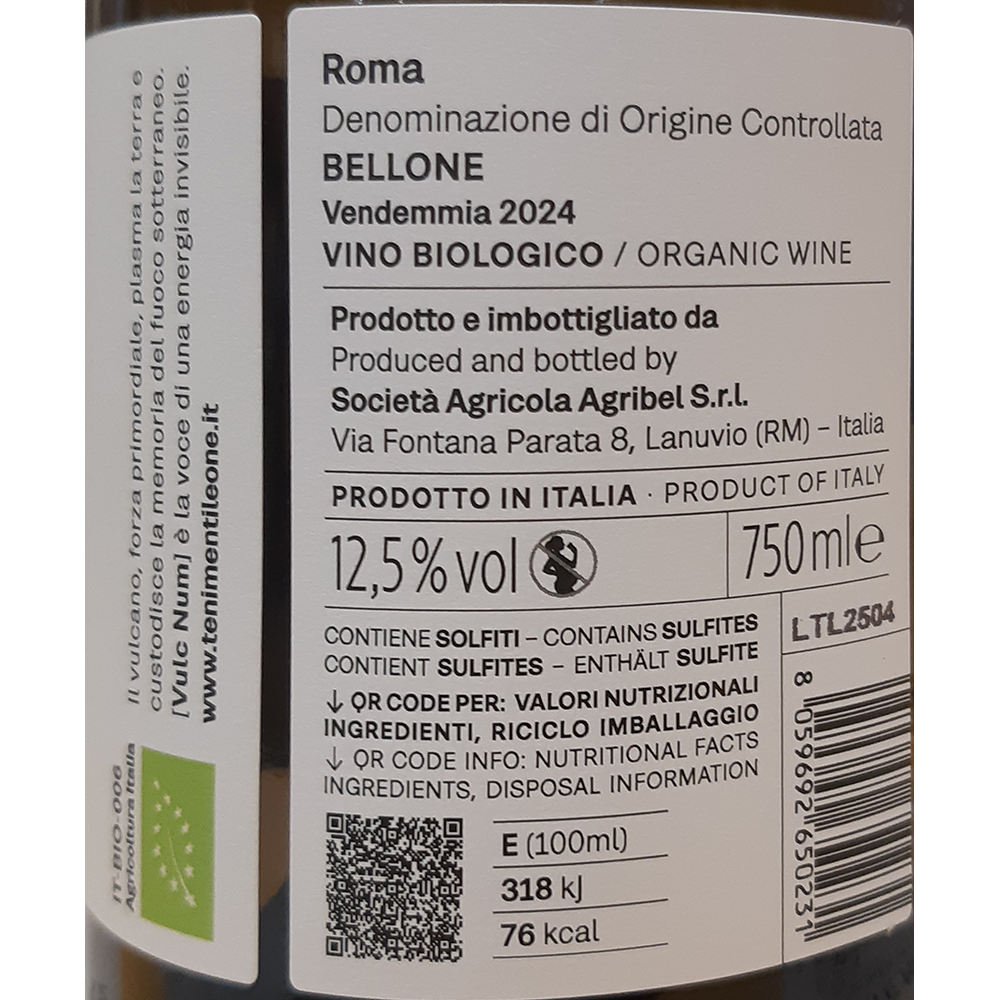 Il vulcano, forza primordiale, plasma la terra e
custodisce la memoria del fuoco sotterraneo.
[Vulc Num] è la voce di una energia invisibile.
www.tenimentileone.it
IT-BIO-006
Agricoltura Italia
Roma
Denominazione di Origine Controllata
BELLONE
Vendemmia 2024
VINO BIOLOGICO / ORGANIC WINE
Prodotto e imbottigliato da
Produced and bottled by
Società Agricola Agribel S.r.l.
Via Fontana Parata 8, Lanuvio (RM) – Italia
PRODOTTO IN ITALIA · PRODUCT OF ITALY
12,5%vol
750ml e
CONTIENE SOLFITI – CONTAINS SULFITES
CONTIENT SULFITES – ENTHÄLT SULFITE
↓ QR CODE PER: VALORI NUTRIZIONALI
INGREDIENTI, RICICLO IMBALLAGGIO
↓ QR CODE INFO: NUTRITIONAL FACTS
INGREDIENTS, DISPOSAL INFORMATION
E (100ml)
318 kJ
76 kcal
LTL2504
8 059692 650231